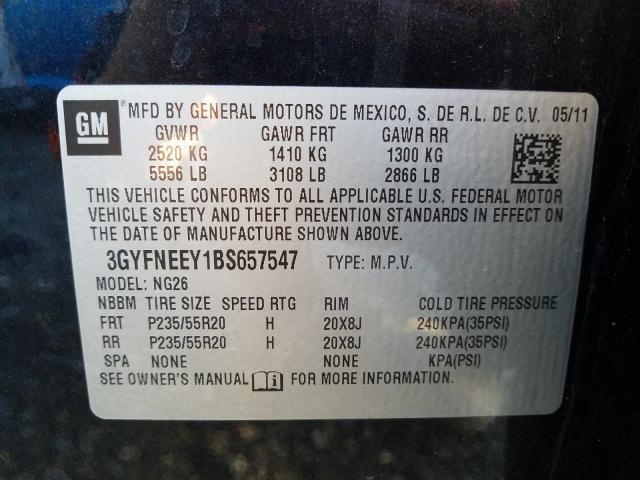 GM ® MFD BY GENERAL MOTORS DE MEXICO, S. DE R.L. DE C.V. 05/11
GVWR GAWR FRT GAWR RR
2520 KG 1410 KG 1300 KG
5556 LB 3108 LB 2866 LB
THIS VEHICLE CONFORMS TO ALL APPLICABLE U.S. FEDERAL MOTOR
VEHICLE SAFETY AND THEFT PREVENTION STANDARDS IN EFFECT ON
THE DATE OF MANUFACTURE SHOWN ABOVE.
3GYFNEEY1BS657547 TYPE: M.P.V.
MODEL: NG26
NBBM TIRE SIZE SPEED RTG RIM COLD TIRE PRESSURE
FRT P235/55R20 H 20X8J 240KPA(35PSI)
RR P235/55R20 H 20X8J 240KPA(35PSI)
SPA NONE NONE KPA(PSI)
SEE OWNER'S MANUAL FOR MORE INFORMATION.